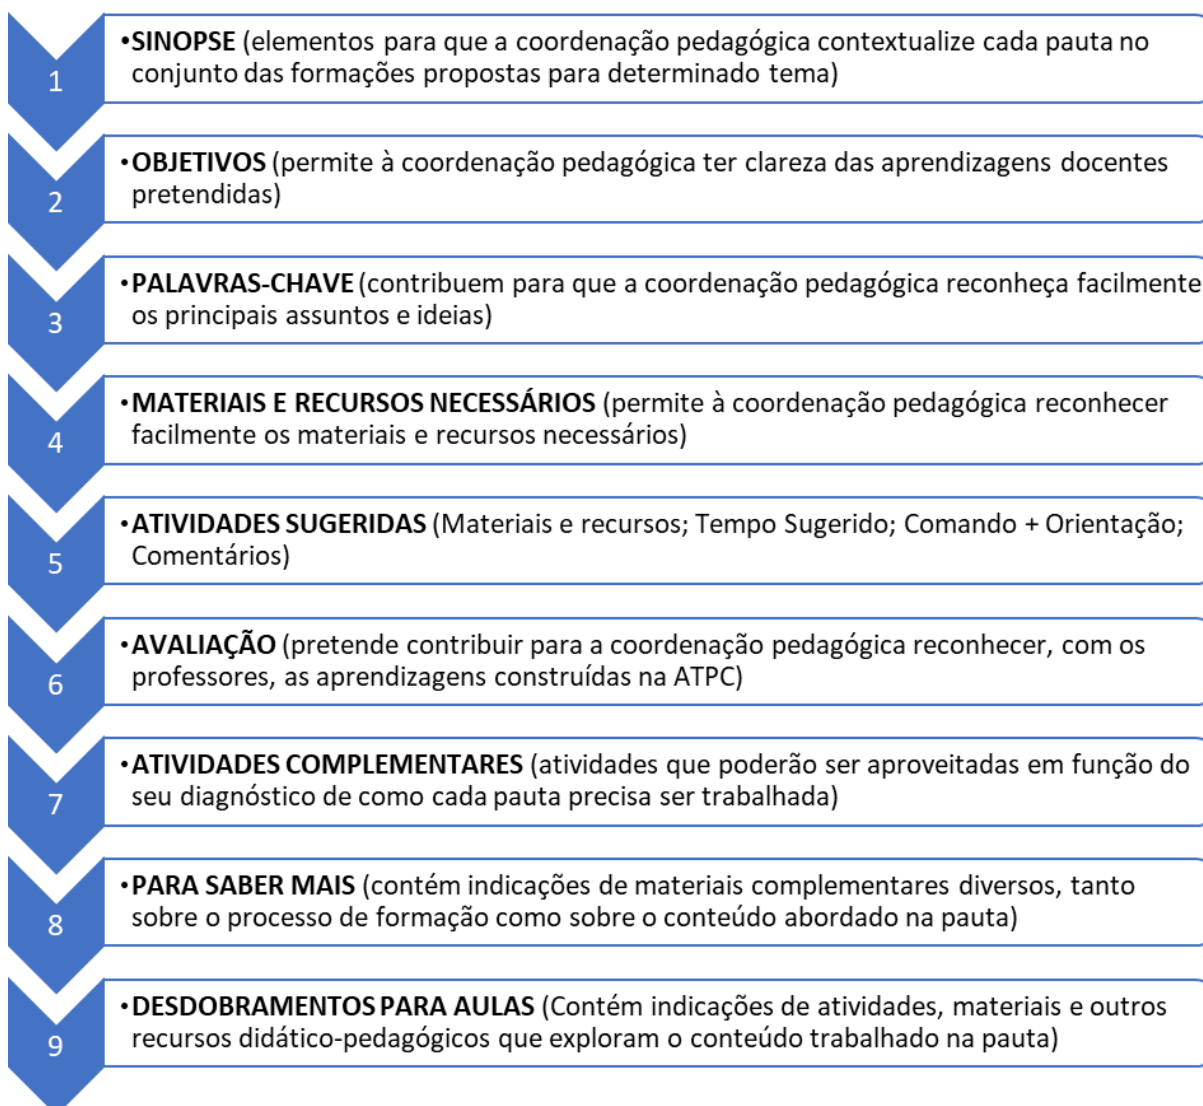 1
•SINOPSE (elementos para que a coordenação pedagógica contextualize cada pauta no
conjunto das formações propostas para determinado tema)
2
•OBJETIVOS (permite à coordenação pedagógica ter clareza das aprendizagens docentes
pretendidas)
3
•PALAVRAS-CHAVE (contribuem para que a coordenação pedagógica reconheça facilmente
os principais assuntos e ideias)
4
•MATERIAIS E RECURSOS NECESSÁRIOS (permite à coordenação pedagógica reconhecer
facilmente os materiais e recursos necessários)
5
•ATIVIDADES SUGERIDAS (Materiais e recursos; Tempo Sugerido; Comando + Orientação;
Comentários)
6
•AVALIAÇÃO (pretende contribuir para a coordenação pedagógica reconhecer, com os
professores, as aprendizagens construídas na ATPC)
7
•ATIVIDADES COMPLEMENTARES (atividades que poderão ser aproveitadas em função do
seu diagnóstico de como cada pauta precisa ser trabalhada)
8
•PARA SABER MAIS (contém indicações de materiais complementares diversos, tanto
sobre o processo de formação como sobre o conteúdo abordado na pauta)
9
•DESDOBRAMENTOS PARA AULAS (Contém indicações de atividades, materiais e outros
recursos didático-pedagógicos que exploram o conteúdo trabalhado na pauta)